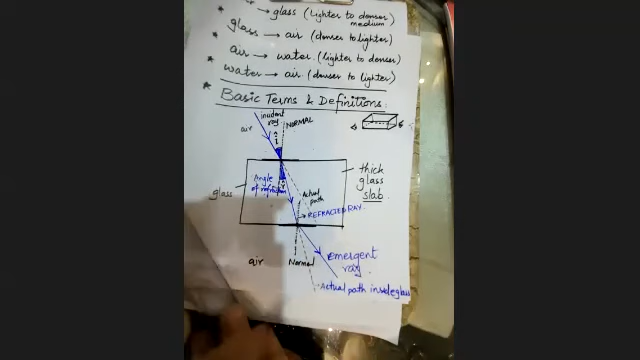 → glass (lighter to denser medium)
* glass → air (denser to lighter)
* air → water (lighter to denser)
* water → air (denser to lighter)
*
Basic Terms & Definitions
incident ray
NORMAL
air
î
thick glass slab
glass
Angle of refraction
r̂
Actual path
→ REFRACTED RAY
emergent ray
air
Normal
→ Actual path inside glass